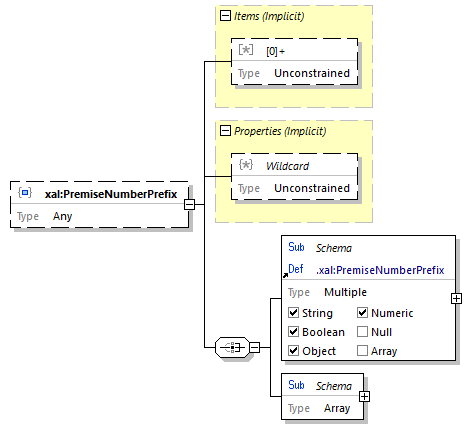 Items (Implicit)
[*] [0]+
Type Unconstrained
Properties (Implicit)
{*} Wildcard
Type Unconstrained
xal:PremiseNumberPrefix
Type Any
Sub Schema
Def .xal:PremiseNumberPrefix
Type Multiple
String Numeric
Boolean Null
Object Array
Sub Schema
Type Array